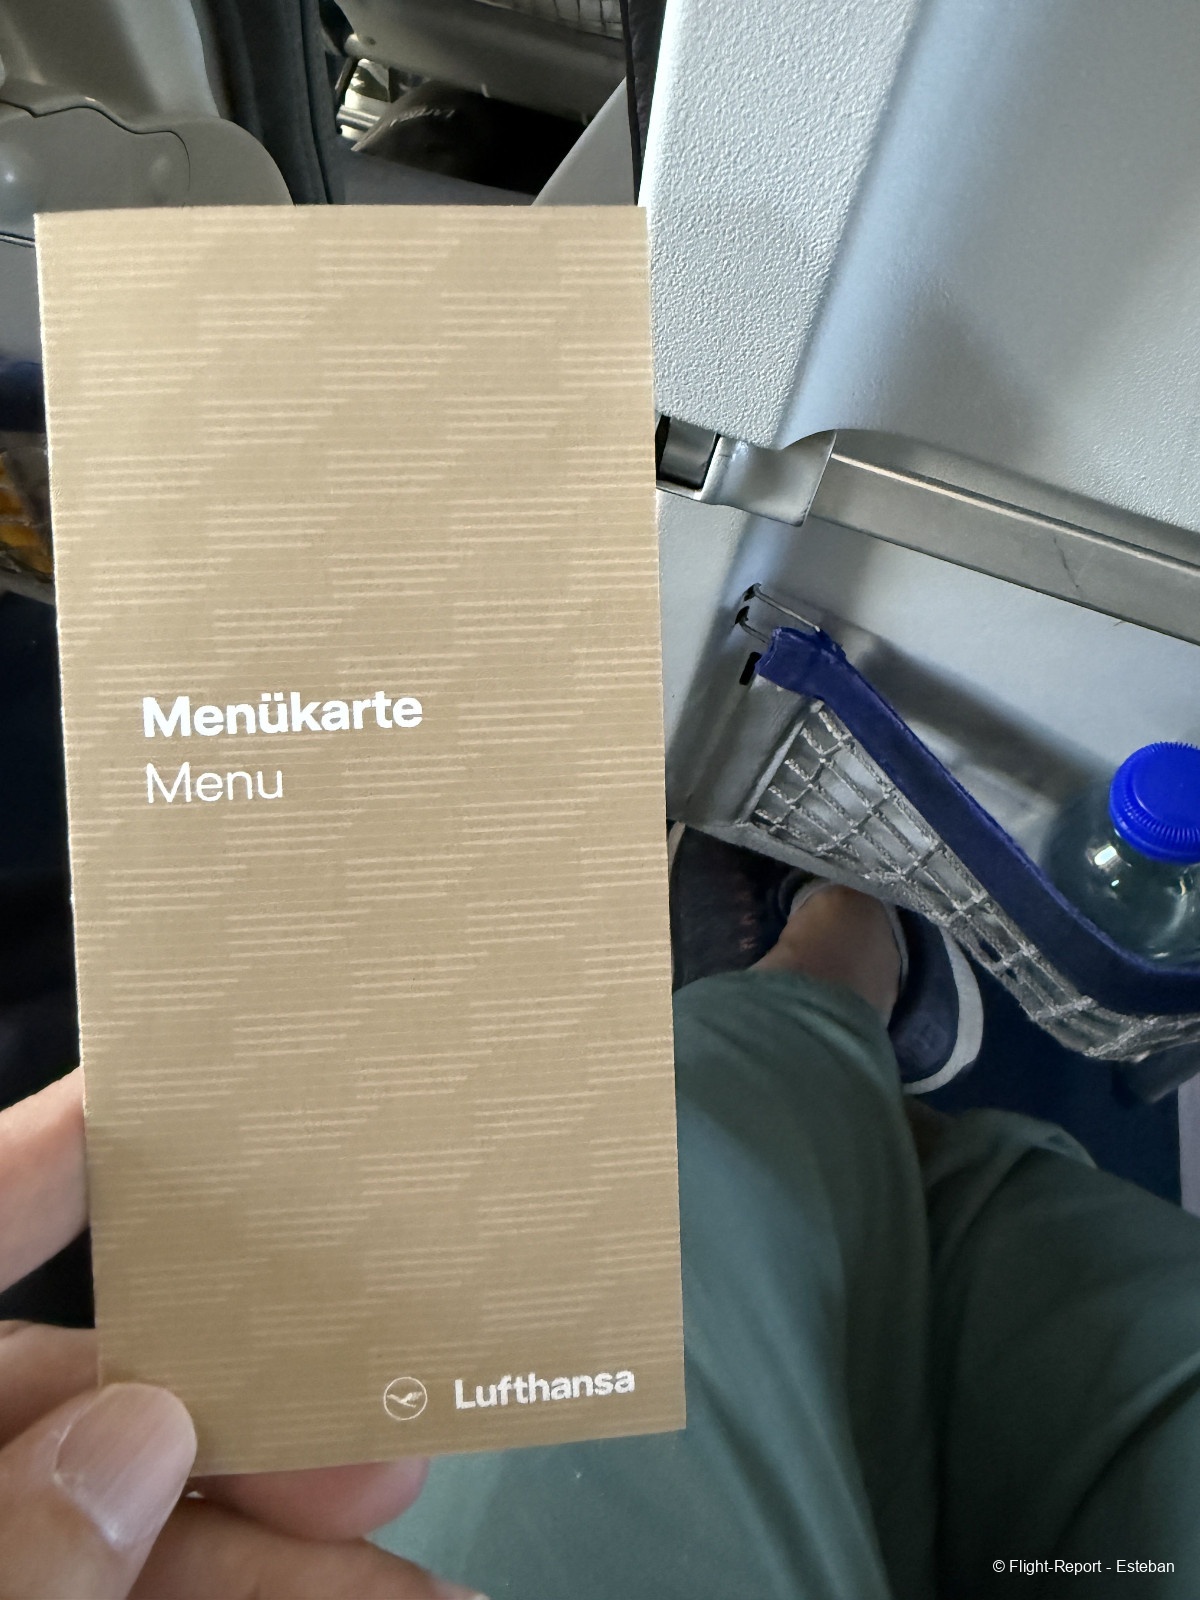 Menükarte
Menu
Lufthansa
© Flight-Report - Esteban